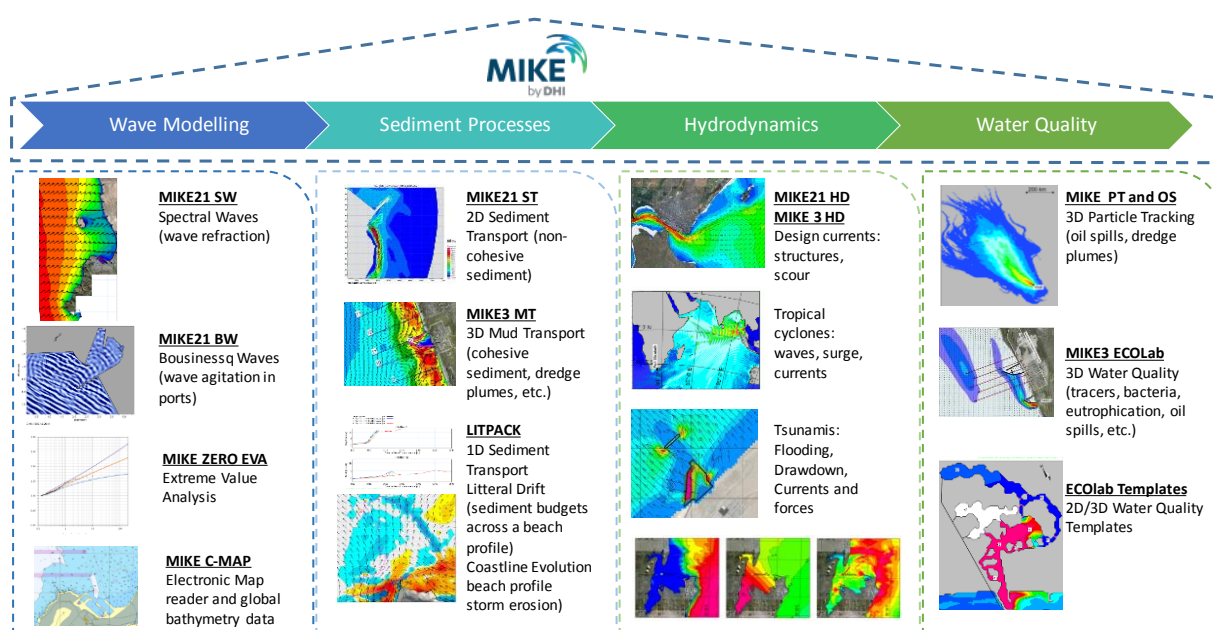 MIKE
by DHI
Wave Modelling
Sediment Processes
Hydrodynamics
Water Quality
MIKE21 SW
Spectral Waves
(wave refraction)
MIKE21 BW
Bousinessq Waves
(wave agitation in
ports)
MIKE ZERO EVA
Extreme Value
Analysis
MIKE C-MAP
Electronic Map
reader and global
bathymetry data
MIKE21 ST
2D Sediment
Transport (non-
cohesive
sediment)
MIKE3 MT
3D Mud Transport
(cohesive
sediment, dredge
plumes, etc.)
LITPACK
1D Sediment
Transport
Litteral Drift
(sediment budgets
across a beach
profile)
Coastline Evolution
beach profile
storm erosion)
MIKE21 HD
MIKE 3 HD
Design currents:
structures,
scour
Tropical
cyclones:
waves, surge,
currents
Tsunamis:
Flooding,
Drawdown,
Currents and
forces
200 km
MIKE PT and OS
3D Particle Tracking
(oil spills, dredge
plumes)
MIKE3 ECOLab
3D Water Quality
(tracers, bacteria,
eutrophication, oil
spills, etc.)
ECOlab Templates
2D/3D Water Quality
Templates